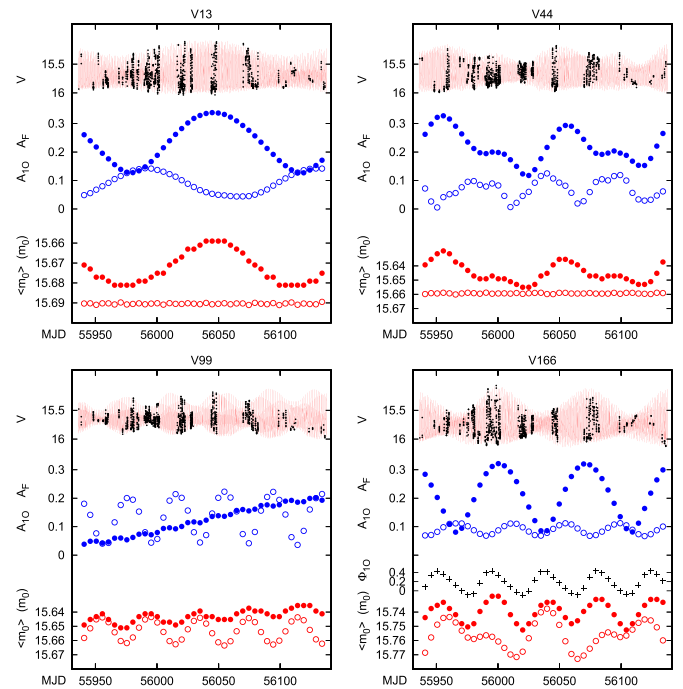 V13
V
15.5
16
A_F
A_1O
0.3
0.2
0.1
0
<m_0> (m_0)
15.66
15.67
15.68
15.69
MJD 55950 56000 56050 56100
V44
V
15.5
16
A_F
A_1O
0.3
0.2
0.1
0
<m_0> (m_0)
15.64
15.65
15.66
15.67
MJD 55950 56000 56050 56100
V99
V
15.5
16
A_F
A_1O
0.3
0.2
0.1
0
<m_0> (m_0)
15.64
15.65
15.66
15.67
MJD 55950 56000 56050 56100
V166
V
15.5
16
A_F
A_1O
0.3
0.2
0.1
Φ_1O
0.4
0.2
0
<m_0> (m_0)
15.74
15.75
15.76
15.77
MJD 55950 56000 56050 56100